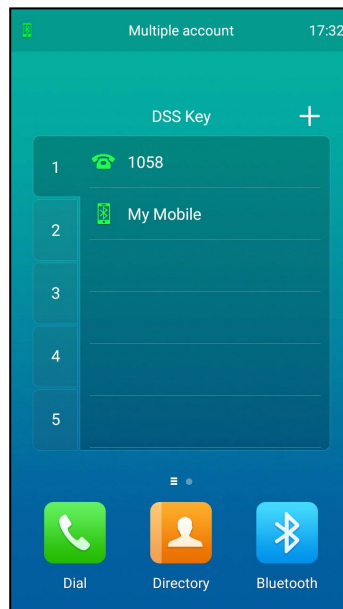 Multiple account 17:32
DSS Key
1 1058
2 My Mobile
3
4
5
Dial Directory Bluetooth